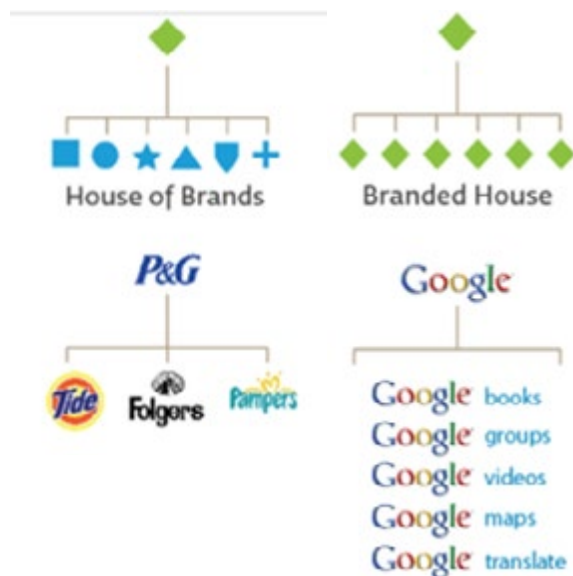 House of Brands
Branded House
P&G
Google
Tide
Folgers
Pampers
Google books
Google groups
Google videos
Google maps
Google translate